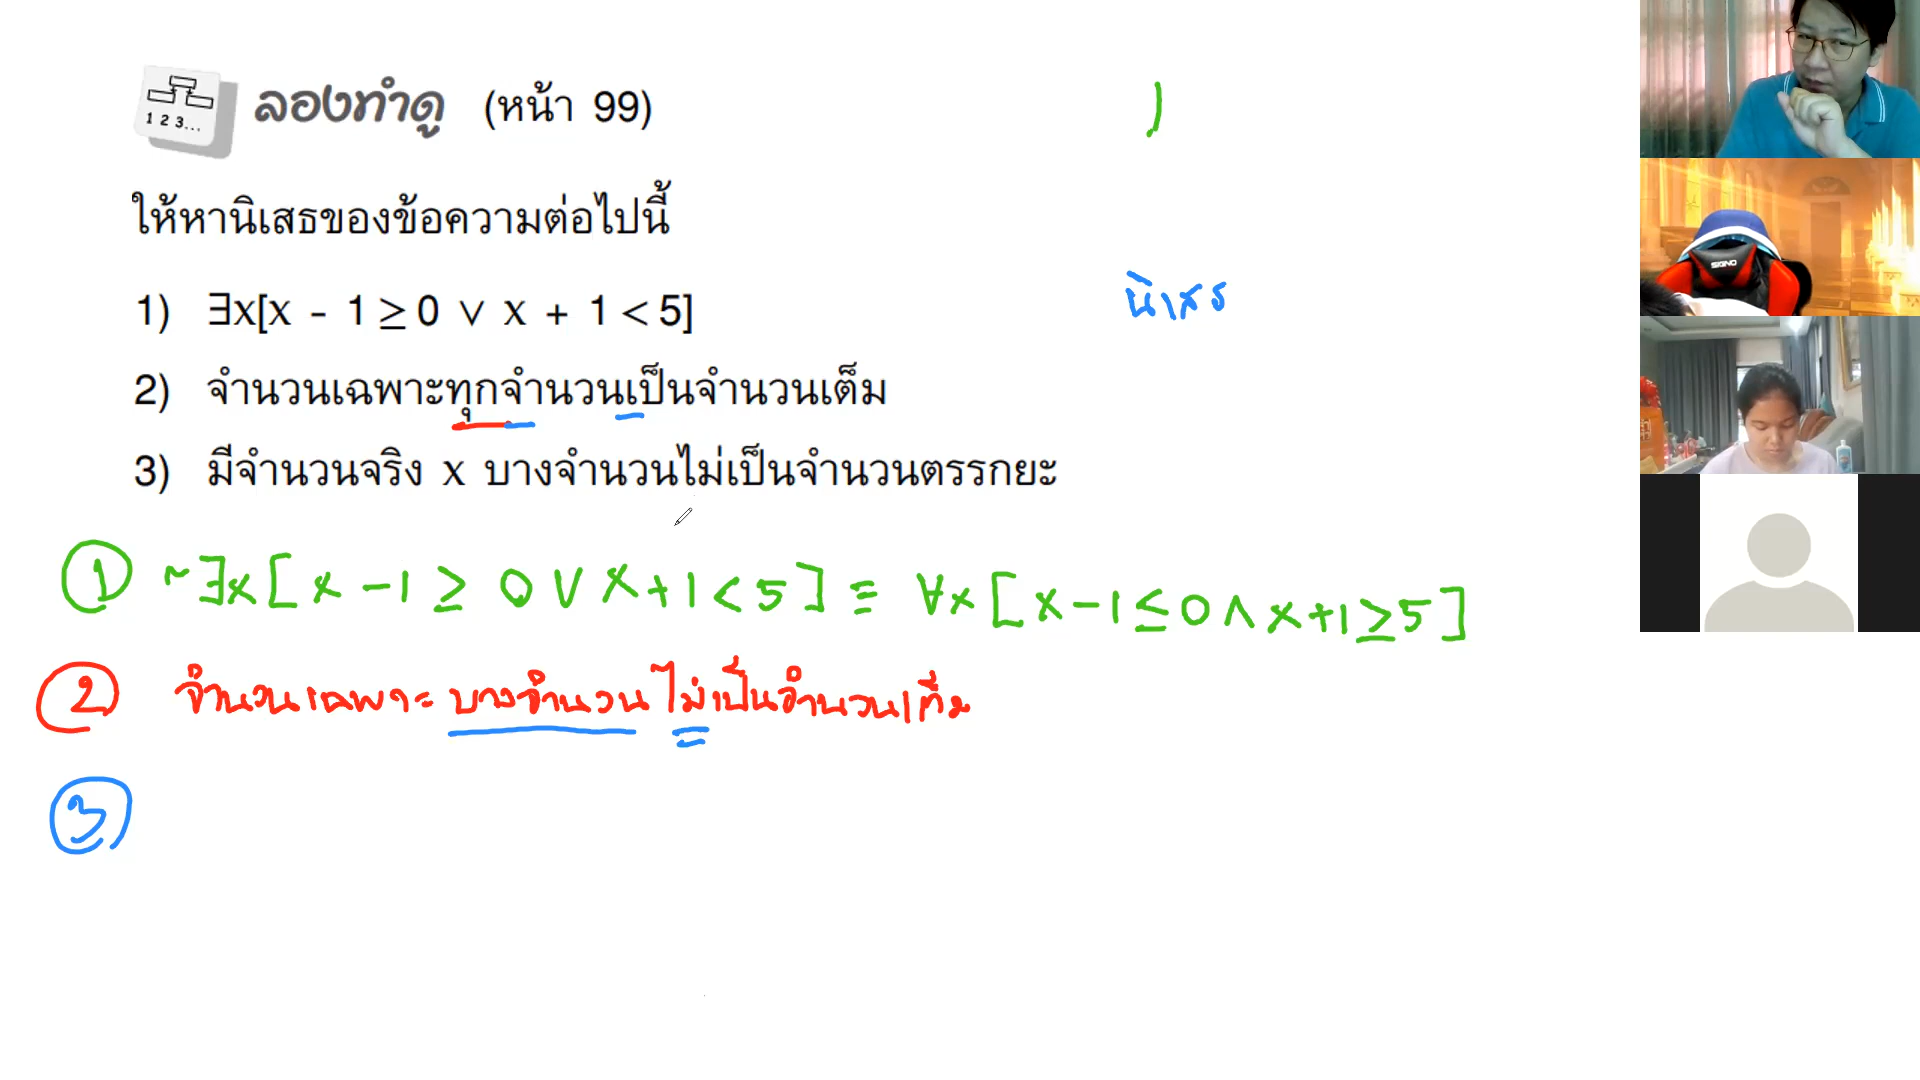 1 2 3...
ลองทำดู (หน้า 99)
ให้หานิเสธของข้อความต่อไปนี้
1) ∃x[x - 1 ≥ 0 ∨ x + 1 < 5]
นิเสธ
2) จำนวนเฉพาะทุกจำนวนเป็นจำนวนเต็ม
3) มีจำนวนจริง x บางจำนวนไม่เป็นจำนวนตรรกยะ
① ~∃x[x-1 ≥ 0 ∨ x+1<5] ≡ ∀x[x-1≤0 ∧ x+1≥5]
② จำนวนเฉพาะ บางจำนวน ไม่เป็นจำนวนเต็ม
③